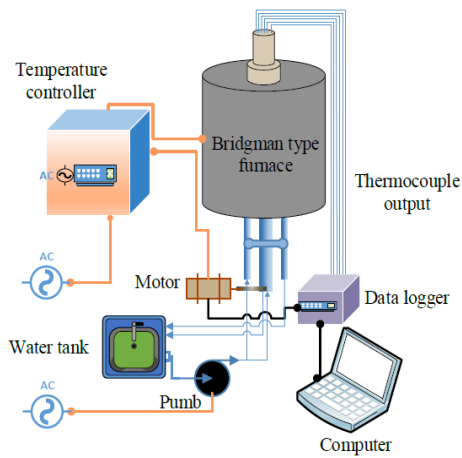 Temperature
controller
Bridgman type
furnace
AC
Thermocouple
output
AC
Motor
Data logger
Water tank
AC
Pumb
Computer